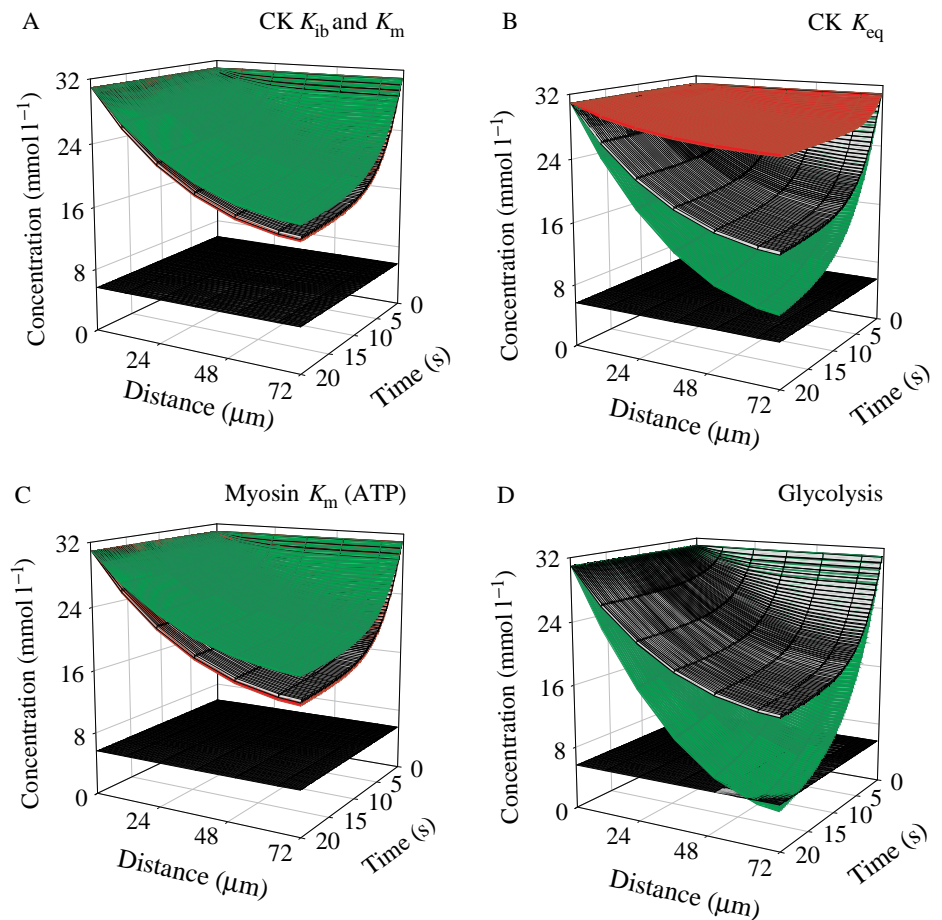 A
CK Kib and Km
32
24
16
8
0
Concentration (mmol l−1)
24
48
72
Distance (μm)
20
15
10
5
0
Time (s)
B
CK Keq
32
24
16
8
0
Concentration (mmol l−1)
24
48
72
Distance (μm)
20
15
10
5
0
Time (s)
C
Myosin Km (ATP)
32
24
16
8
0
Concentration (mmol l−1)
24
48
72
Distance (μm)
20
15
10
5
0
Time (s)
D
Glycolysis
32
24
16
8
0
Concentration (mmol l−1)
24
48
72
Distance (μm)
20
15
10
5
0
Time (s)